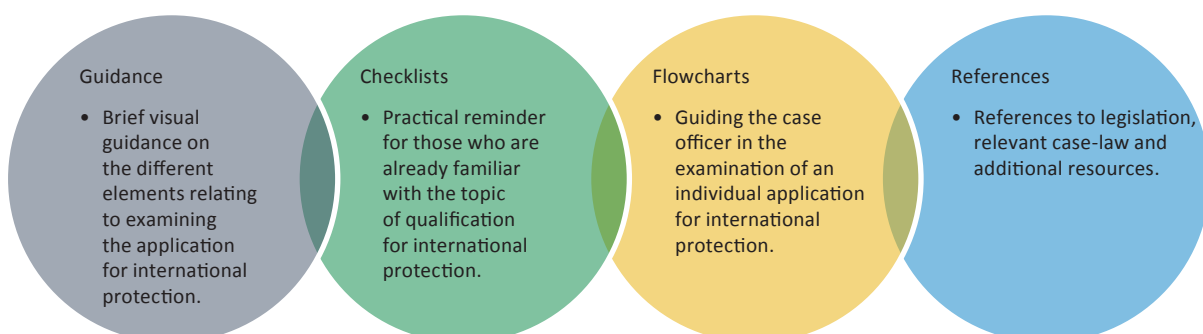 Guidance
• Brief visual
guidance on
the different
elements relating
to examining
the application
for international
protection.
Checklists
• Practical reminder
for those who are
already familiar
with the topic
of qualification
for international
protection.
Flowcharts
• Guiding the case
officer in the
examination of an
individual application
for international
protection.
References
• References to legislation,
relevant case-law and
additional resources.